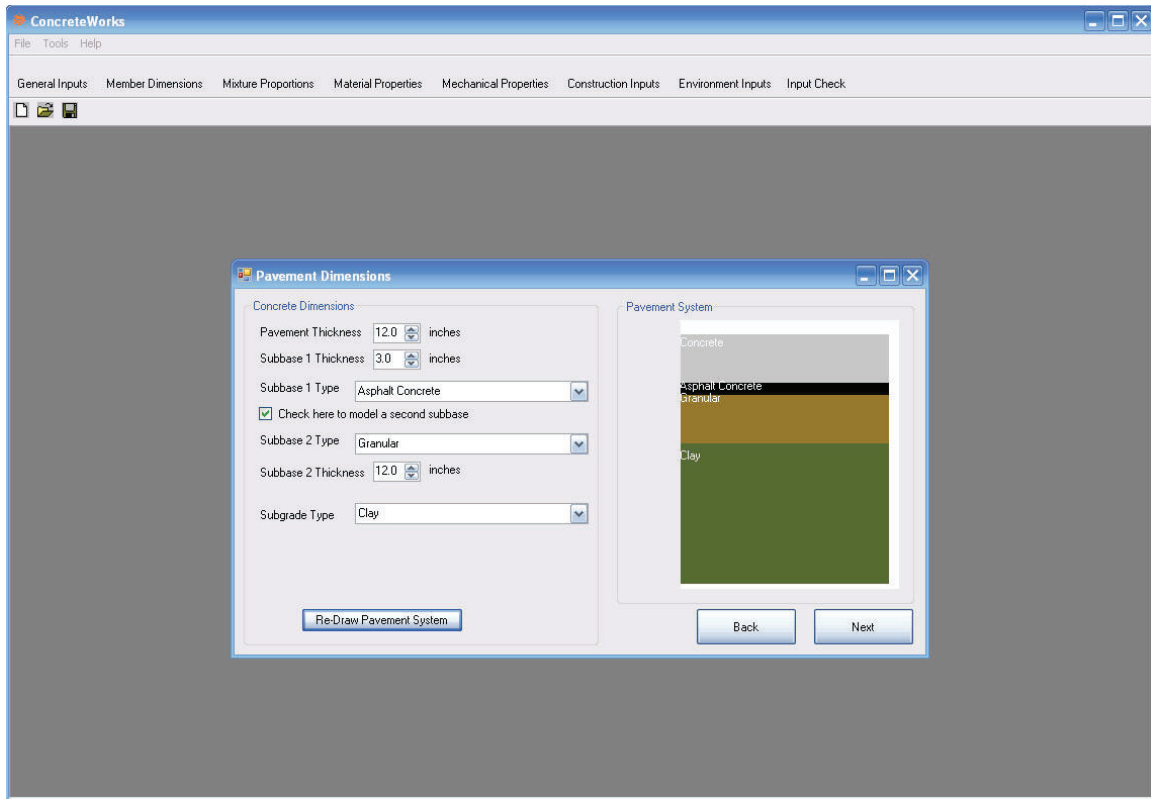 ConcreteWorks
File Tools Help
General Inputs Member Dimensions Mixture Proportions Material Properties Mechanical Properties Construction Inputs Environment Inputs Input Check
Pavement Dimensions
Concrete Dimensions
Pavement Thickness 12.0 inches
Subbase 1 Thickness 3.0 inches
Subbase 1 Type Asphalt Concrete
Check here to model a second subbase
Subbase 2 Type Granular
Subbase 2 Thickness 12.0 inches
Subgrade Type Clay
Re-Draw Pavement System
Pavement System
Concrete
Asphalt Concrete
Granular
Clay
Back Next